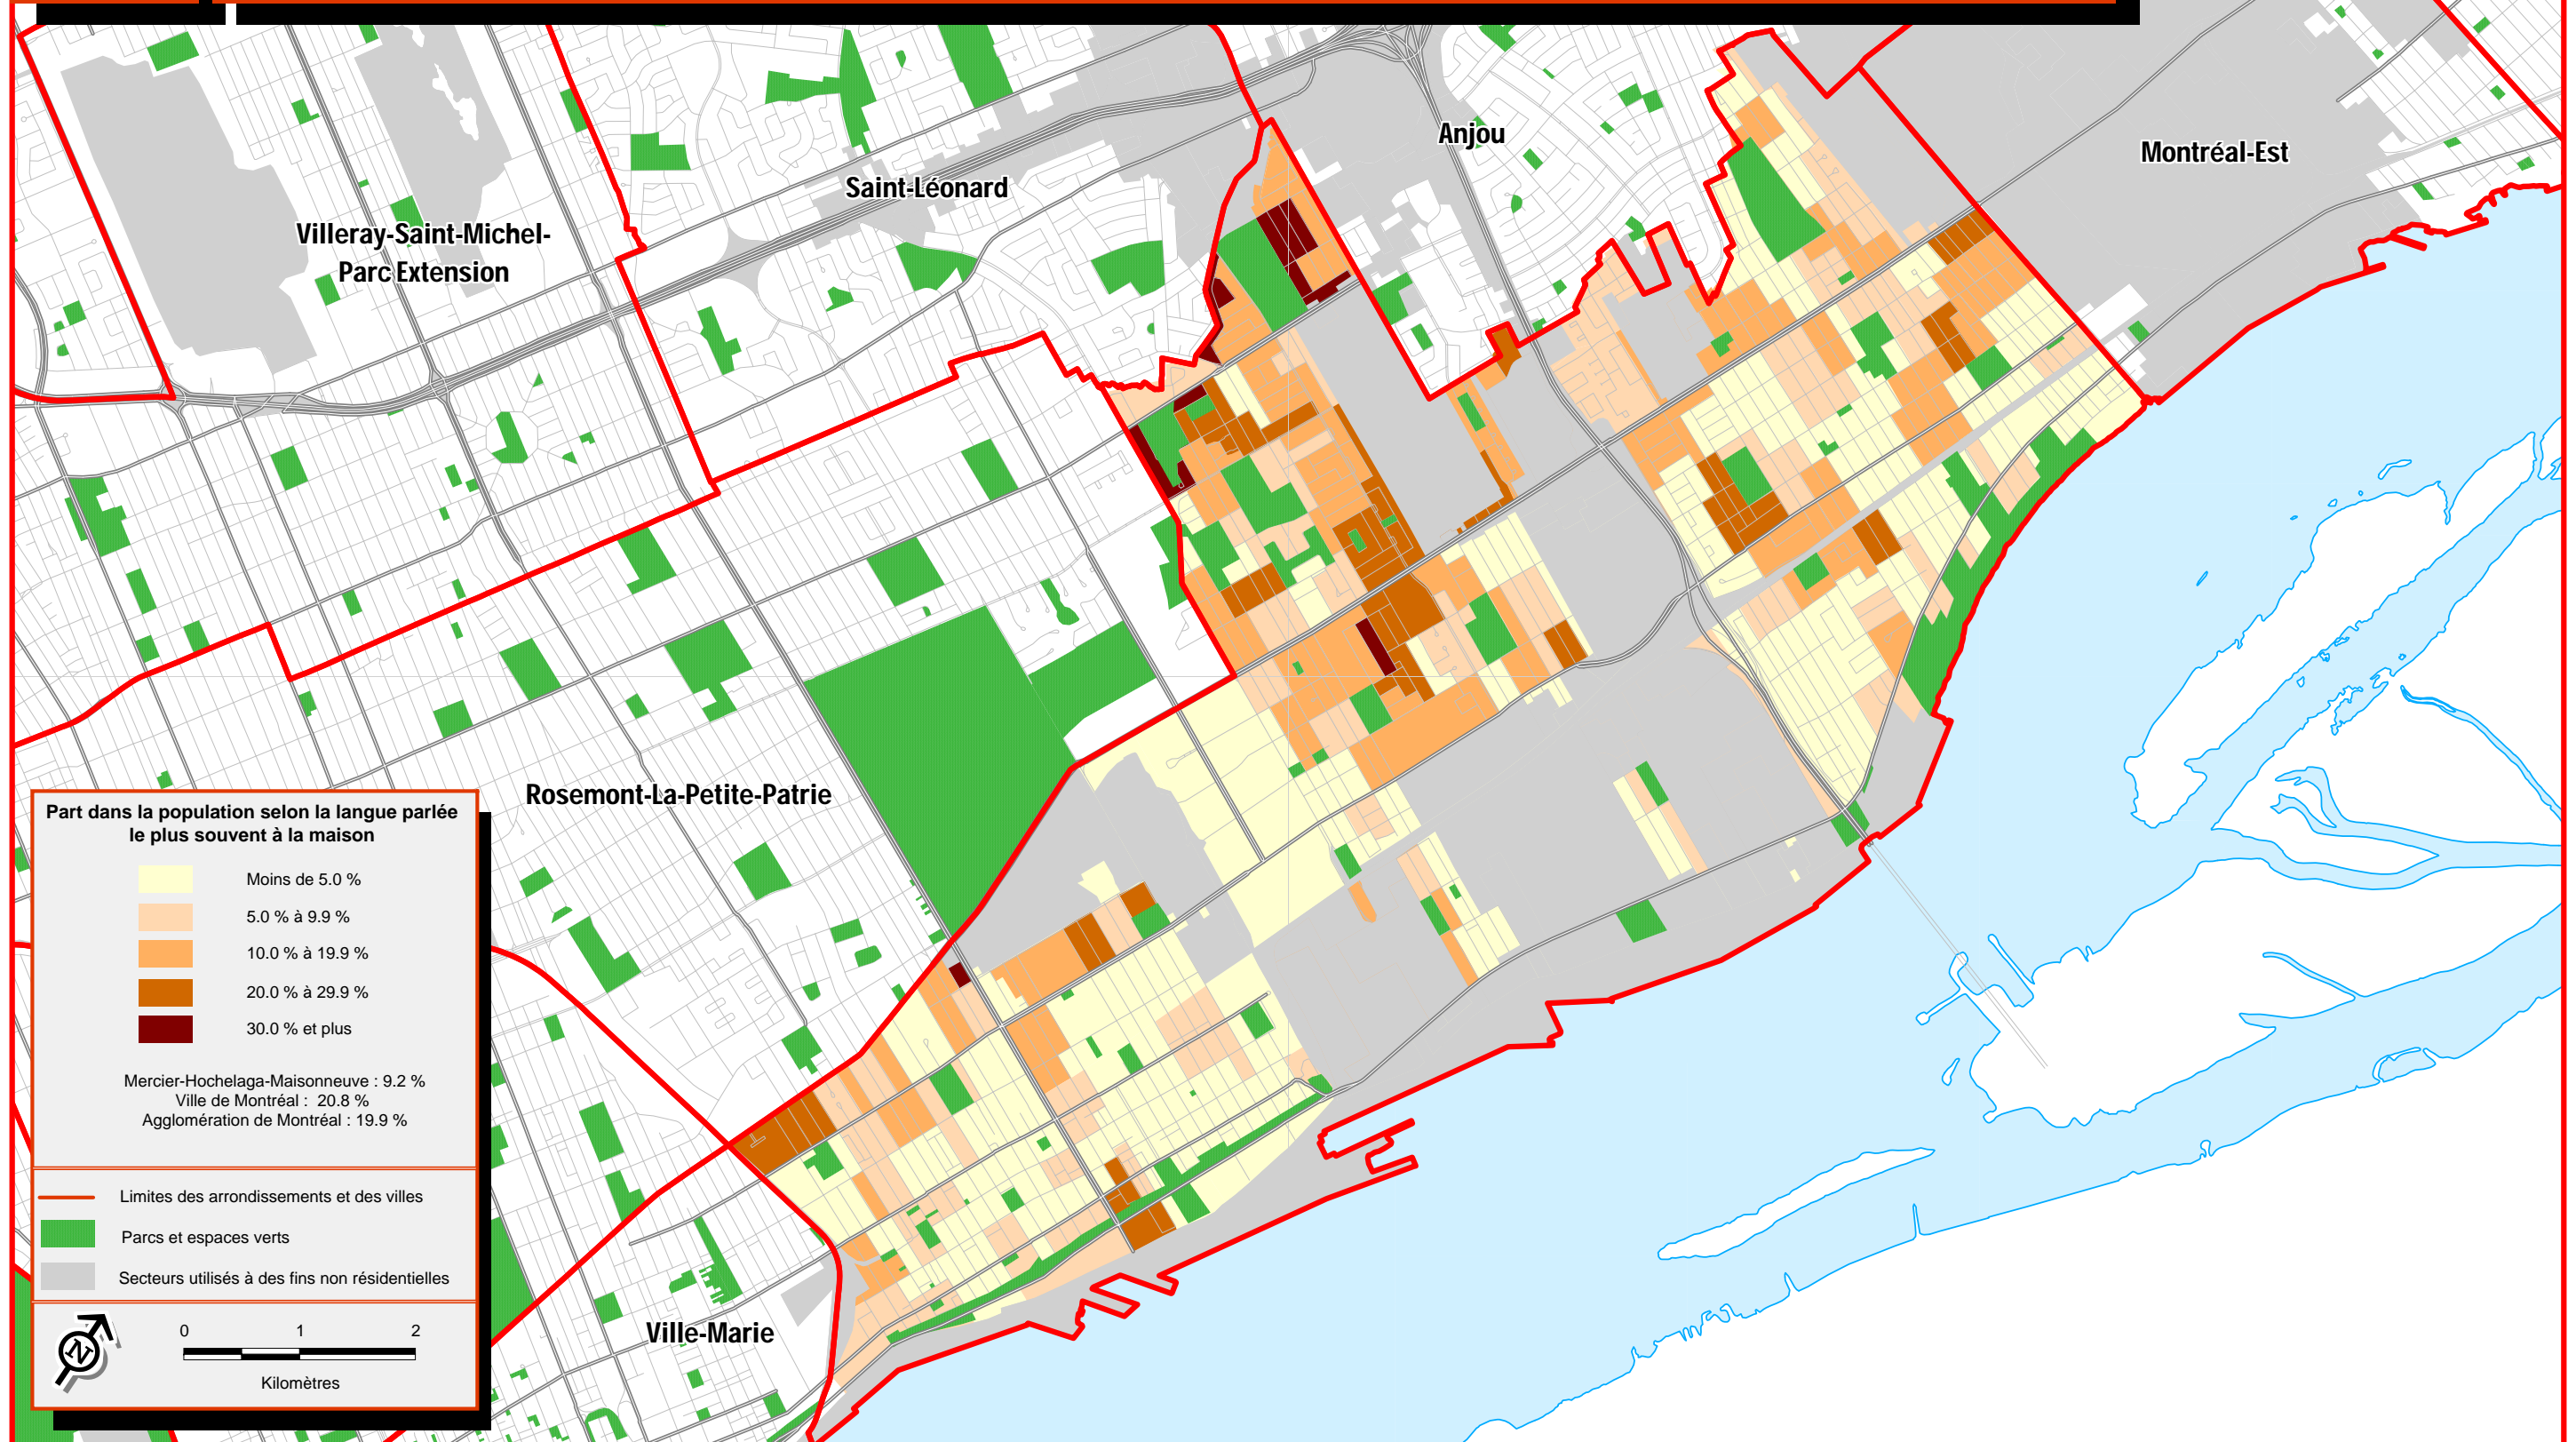 Anjou
Montréal-Est
Saint-Léonard
Villeray-Saint-Michel-
Parc Extension
Rosemont-La-Petite-Patrie
Ville-Marie
Part dans la population selon la langue parlée
le plus souvent à la maison
Moins de 5.0 %
5.0 % à 9.9 %
10.0 % à 19.9 %
20.0 % à 29.9 %
30.0 % et plus
Mercier-Hochelaga-Maisonneuve : 9.2 %
Ville de Montréal : 20.8 %
Agglomération de Montréal : 19.9 %
Limites des arrondissements et des villes
Parcs et espaces verts
Secteurs utilisés à des fins non résidentielles
N
0 1 2
Kilomètres